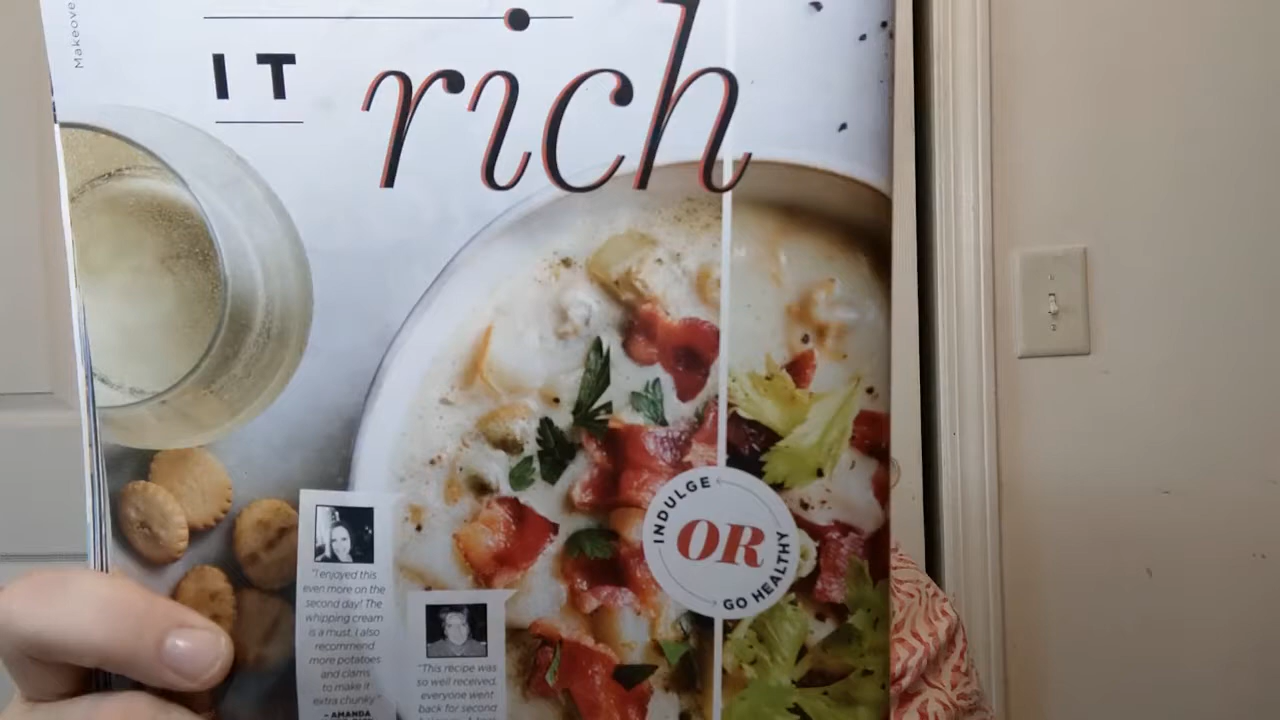 Makeover
IT rich
INDULGE
OR
GO HEALTHY
"I enjoyed this
even more on the
second day! The
whipping cream
is a must. I also
recommend
more potatoes
and clams
to make it
extra chunky."
- AMANDA
"This recipe was
so well received,
everyone went
back for second